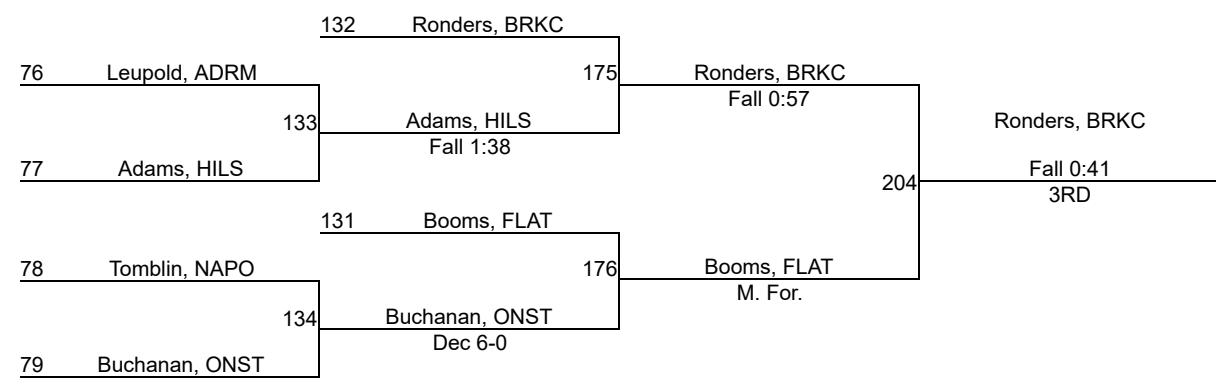 132 Ronders, BRKC
76 Leupold, ADRM
175 Ronders, BRKC
Fall 0:57
133 Adams, HILS
Fall 1:38
Ronders, BRKC
77 Adams, HILS
204 Fall 0:41
3RD
131 Booms, FLAT
78 Tomblin, NAPO
176 Booms, FLAT
M. For.
134 Buchanan, ONST
Dec 6-0
79 Buchanan, ONST